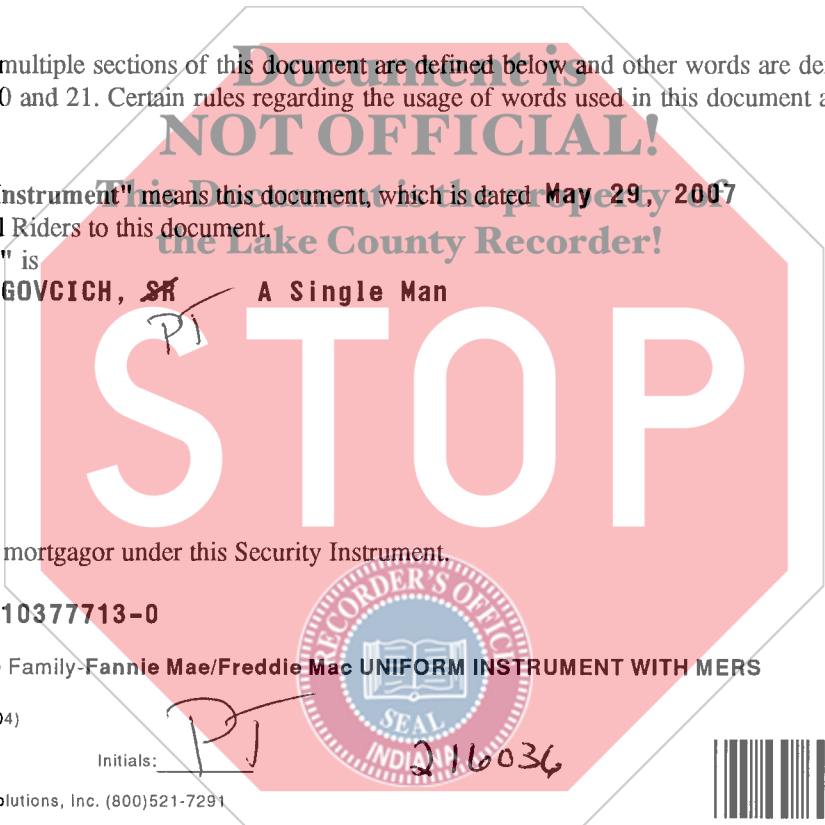 multiple sections of this document are defined below and other words are de
Document is
0 and 21. Certain rules regarding the usage of words used in this document a
NOT OFFICIAL!
Instrument" means this document, which is dated May 29, 2007
This Document is the property of
l Riders to this document.
the Lake County Recorder!
" is
GOVCICH, SR A Single Man
PJ
STOP
mortgagor under this Security Instrument.
RECORDER'S OFFICE
10377713-0
Family-Fannie Mae/Freddie Mac UNIFORM INSTRUMENT WITH MERS
04)
SEAL
INDIANA
Initials: PJ
216036
olutions, Inc. (800)521-7291